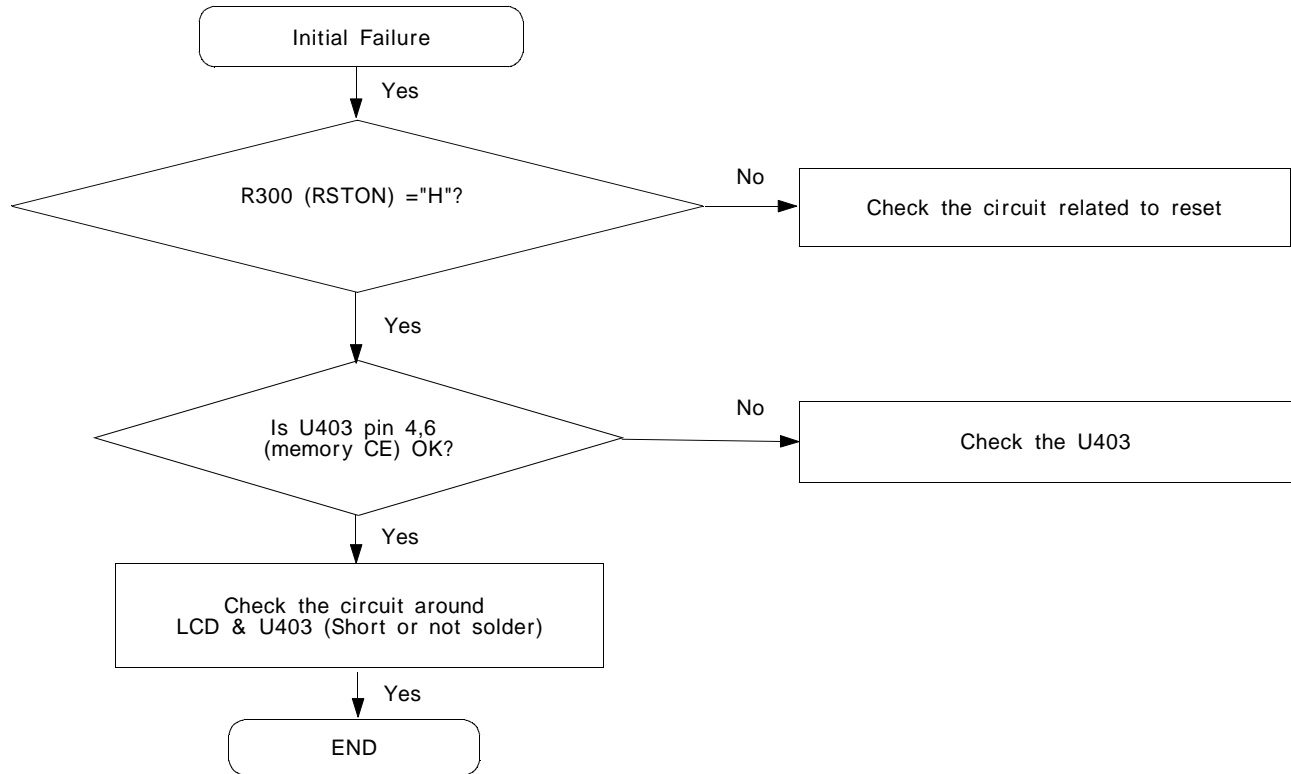 Initial Failure
Yes
R300 (RSTON) ="H"?
No
Check the circuit related to reset
Yes
Is U403 pin 4,6
(memory CE) OK?
No
Check the U403
Yes
Check the circuit around
LCD & U403 (Short or not solder)
Yes
END